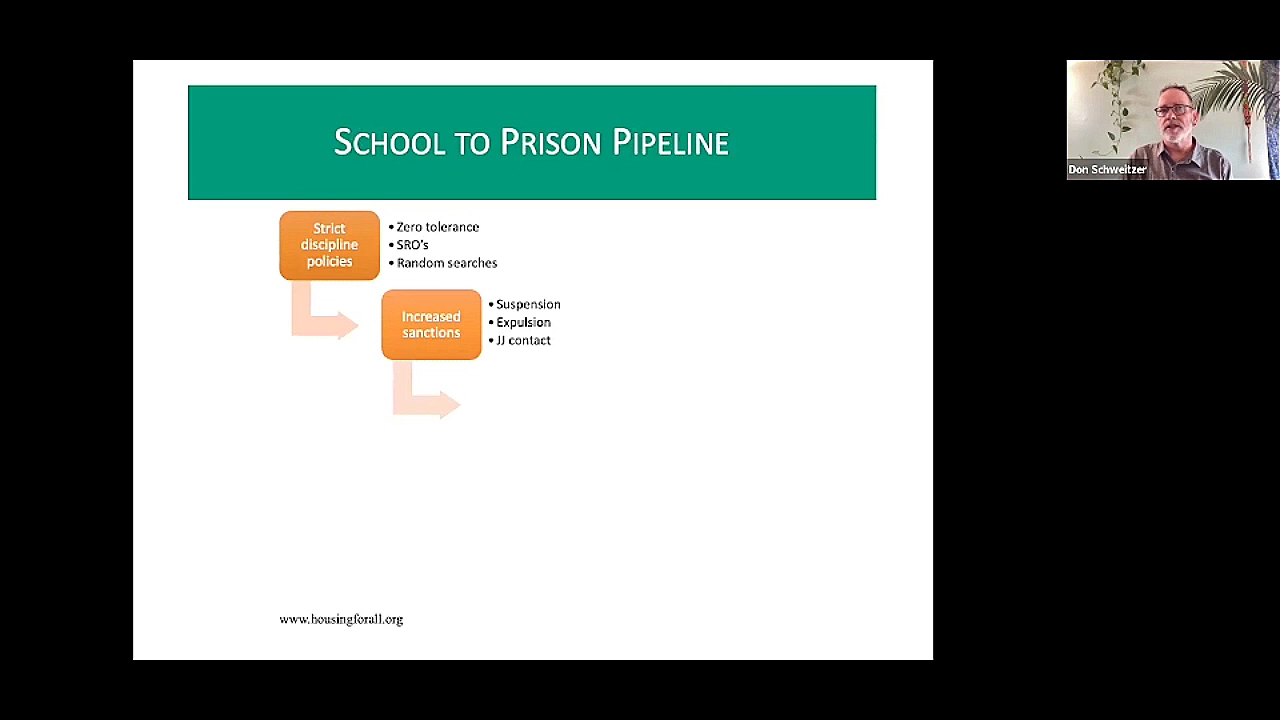 SCHOOL TO PRISON PIPELINE
Strict
discipline
policies
• Zero tolerance
• SRO's
• Random searches
Increased
sanctions
• Suspension
• Expulsion
• JJ contact
www.housingforall.org
Don Schweitzer